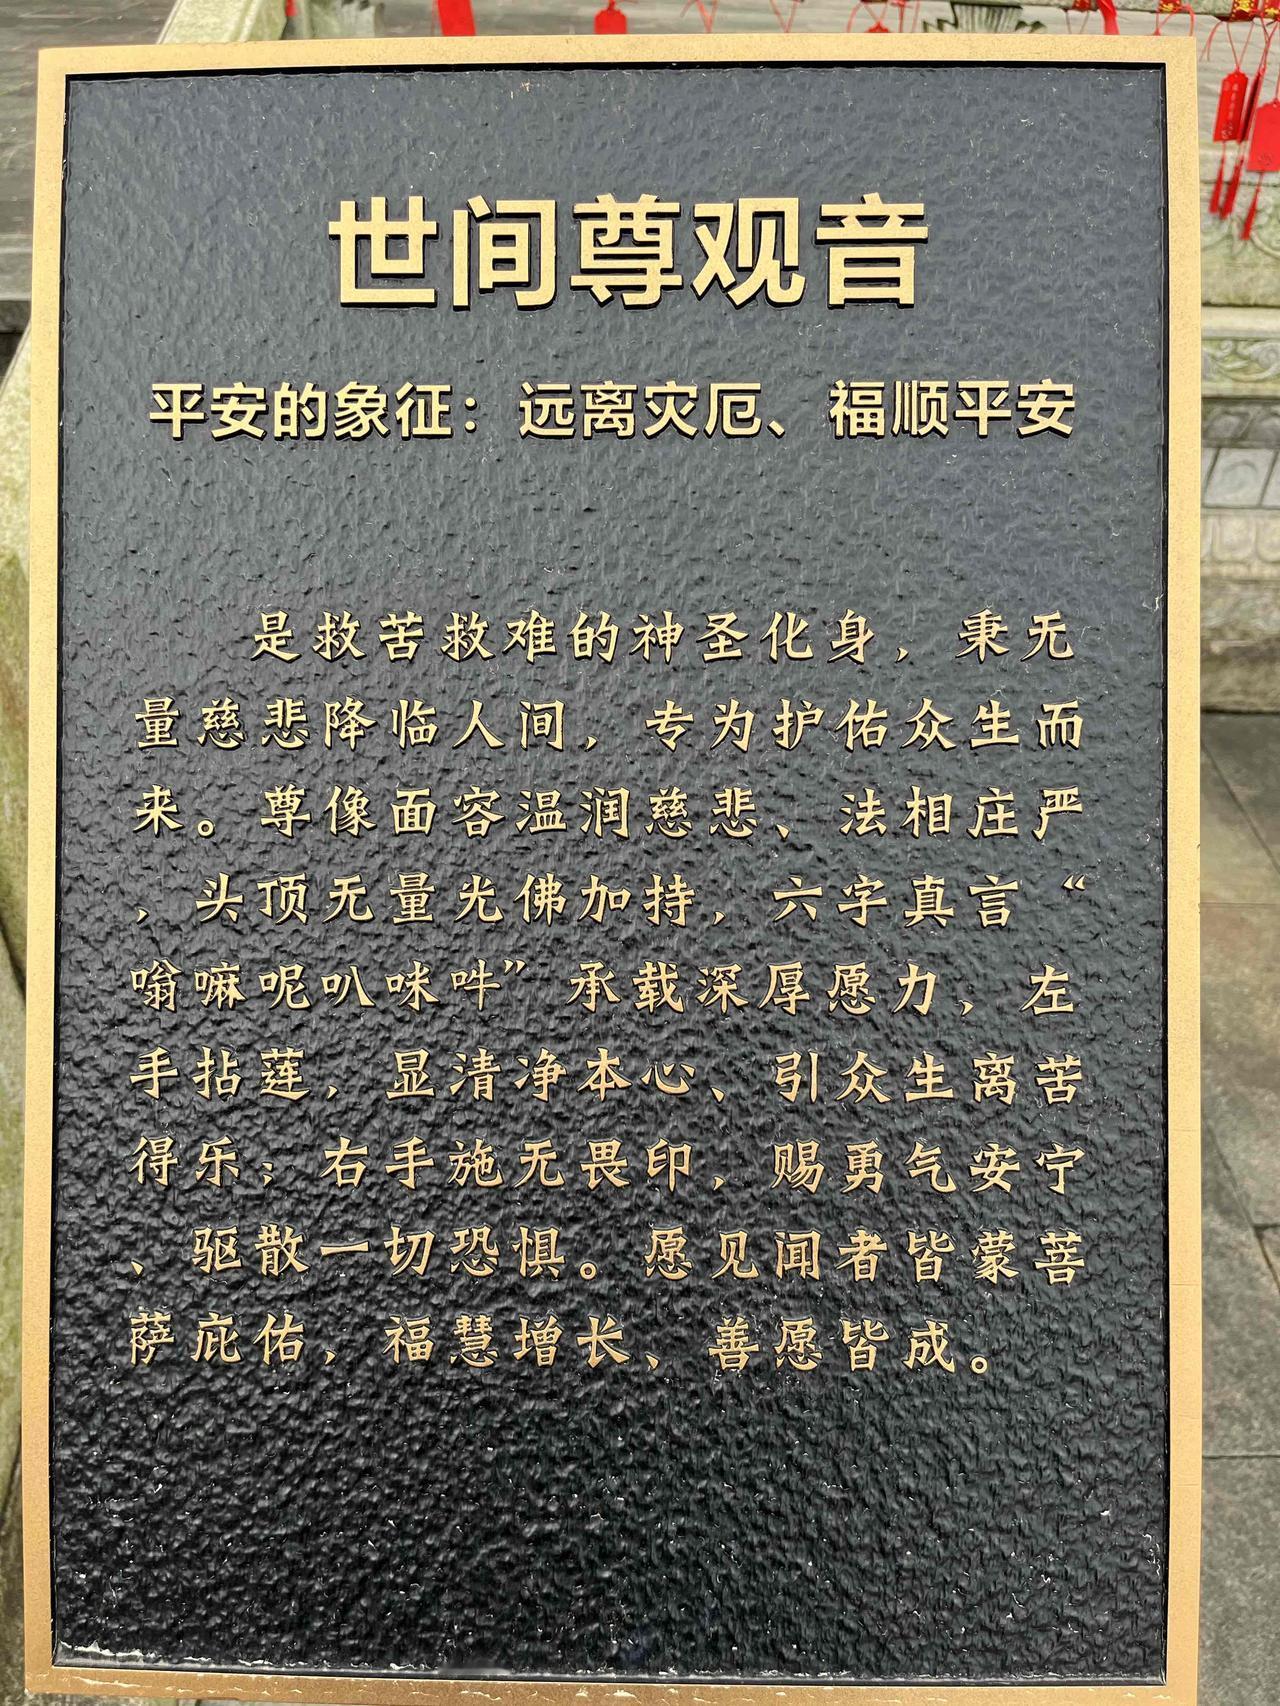 世间尊观音
平安的象征：远离灾厄、福顺平安
是救苦救难的神圣化身，秉无
量慈悲降临人间，专为护佑众生而
来。尊像面容温润慈悲、法相庄严
，头顶无量光佛加持，六字真言“
嗡嘛呢叭咪吽”承载深厚愿力，左
手拈莲，显清净本心、引众生离苦
得乐；右手施无畏印，赐勇气安宁
、驱散一切恐惧。愿见闻者皆蒙菩
萨庇佑，福慧增长、善愿皆成。